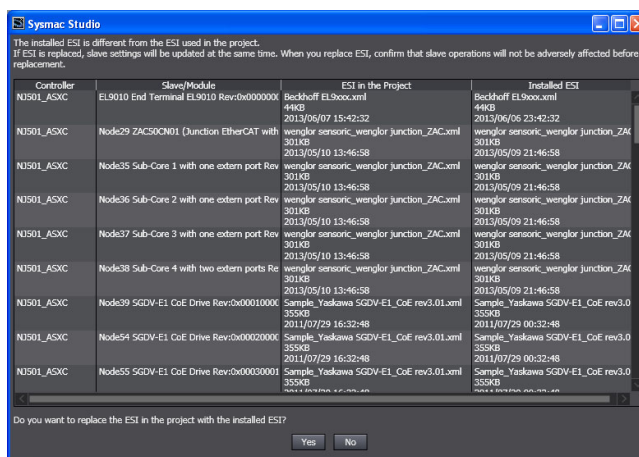 Sysmac Studio
The installed ESI is different from the ESI used in the project.
If ESI is replaced, slave settings will be updated at the same time. When you replace ESI, confirm that slave operations will not be adversely affected before
replacement.
Controller Slave/Module ESI in the Project Installed ESI
NJ501_ASXC EL9010 End Terminal EL9010 Rev:0x0000000 Beckhoff EL9xxx.xml Beckhoff EL9xxx.xml
44KB 44KB
2013/06/07 15:42:32 2013/06/06 23:42:32
NJ501_ASXC Node29 ZAC50CN01 (Junction EtherCAT with wenglor sensoric_wenglor junction_ZAC.xml wenglor sensoric_wenglor junction_ZAC
301KB 301KB
2013/05/10 13:46:58 2013/05/09 21:46:58
NJ501_ASXC Node35 Sub-Core 1 with one extern port Rev wenglor sensoric_wenglor junction_ZAC.xml wenglor sensoric_wenglor junction_ZAC
301KB 301KB
2013/05/10 13:46:58 2013/05/09 21:46:58
NJ501_ASXC Node36 Sub-Core 2 with one extern port Rev wenglor sensoric_wenglor junction_ZAC.xml wenglor sensoric_wenglor junction_ZAC
301KB 301KB
2013/05/10 13:46:58 2013/05/09 21:46:58
NJ501_ASXC Node37 Sub-Core 3 with one extern port Rev wenglor sensoric_wenglor junction_ZAC.xml wenglor sensoric_wenglor junction_ZAC
301KB 301KB
2013/05/10 13:46:58 2013/05/09 21:46:58
NJ501_ASXC Node38 Sub-Core 4 with two extern ports Re wenglor sensoric_wenglor junction_ZAC.xml wenglor sensoric_wenglor junction_ZAC
301KB 301KB
2013/05/10 13:46:58 2013/05/09 21:46:58
NJ501_ASXC Node39 SGDV-E1 CoE Drive Rev:0x00010000 Sample_Yaskawa SGDV-E1_CoE rev3.01.xml Sample_Yaskawa SGDV-E1_CoE rev3.0
355KB 355KB
2011/07/29 16:32:48 2011/07/29 00:32:48
NJ501_ASXC Node54 SGDV-E1 CoE Drive Rev:0x00020000 Sample_Yaskawa SGDV-E1_CoE rev3.01.xml Sample_Yaskawa SGDV-E1_CoE rev3.0
355KB 355KB
2011/07/29 16:32:48 2011/07/29 00:32:48
NJ501_ASXC Node55 SGDV-E1 CoE Drive Rev:0x00030001 Sample_Yaskawa SGDV-E1_CoE rev3.01.xml Sample_Yaskawa SGDV-E1_CoE rev3.0
355KB 355KB
Do you want to replace the ESI in the project with the installed ESI?
Yes No